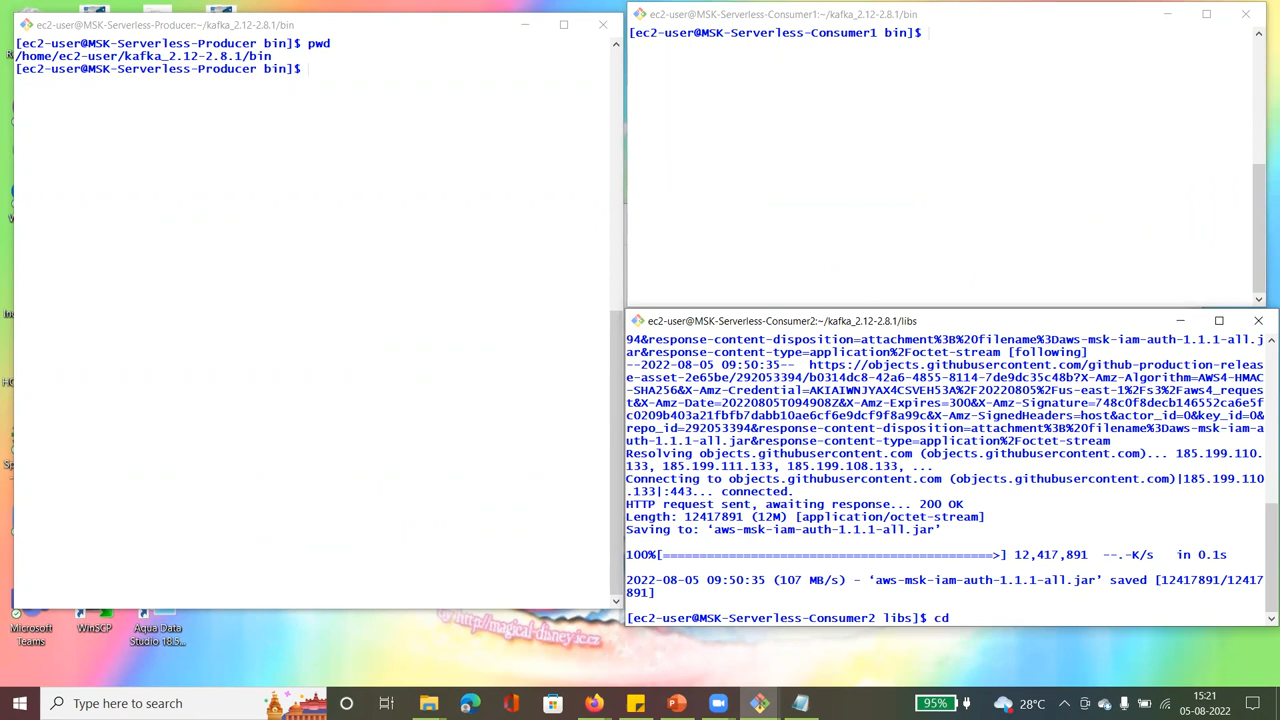 ec2-user@MSK-Serverless-Producer:~/kafka_2.12-2.8.1/bin
[ec2-user@MSK-Serverless-Producer bin]$ pwd
/home/ec2-user/kafka_2.12-2.8.1/bin
[ec2-user@MSK-Serverless-Producer bin]$
ec2-user@MSK-Serverless-Consumer1:~/kafka_2.12-2.8.1/bin
[ec2-user@MSK-Serverless-Consumer1 bin]$
ec2-user@MSK-Serverless-Consumer2:~/kafka_2.12-2.8.1/libs
94&response-content-disposition=attachment%3B%20filename%3Daws-msk-iam-auth-1.1.1-all.j
ar&response-content-type=application%2Foctet-stream [following]
--2022-08-05 09:50:35--  https://objects.githubusercontent.com/github-production-releas
e-asset-2e65be/292053394/b0314dc8-42a6-4855-8114-7de9dc35c48b?X-Amz-Algorithm=AWS4-HMAC
-SHA256&X-Amz-Credential=AKIAIWNJYAX4CSVEH53A%2F20220805%2Fus-east-1%2Fs3%2Faws4_reques
t&X-Amz-Date=20220805T094908Z&X-Amz-Expires=300&X-Amz-Signature=748c0f8decb146552ca6e5f
c0209b403a21fbfb7dabb10ae6cf6e9dcf9f8a99c&X-Amz-SignedHeaders=host&actor_id=0&key_id=0&
repo_id=292053394&response-content-disposition=attachment%3B%20filename%3Daws-msk-iam-a
uth-1.1.1-all.jar&response-content-type=application%2Foctet-stream
Resolving objects.githubusercontent.com (objects.githubusercontent.com)... 185.199.110.
133, 185.199.111.133, 185.199.108.133, ...
Connecting to objects.githubusercontent.com (objects.githubusercontent.com)|185.199.110
.133|:443... connected.
HTTP request sent, awaiting response... 200 OK
Length: 12417891 (12M) [application/octet-stream]
Saving to: ‘aws-msk-iam-auth-1.1.1-all.jar’
100%[=============================================>] 12,417,891  --.-K/s   in 0.1s
2022-08-05 09:50:35 (107 MB/s) - ‘aws-msk-iam-auth-1.1.1-all.jar’ saved [12417891/12417
891]
[ec2-user@MSK-Serverless-Consumer2 libs]$ cd
Microsoft
Teams
WinSCP
Aqua Data
Studio 18.5...
by http://magical-disney.ic.cz
Type here to search
95%
28°C
15:21
05-08-2022